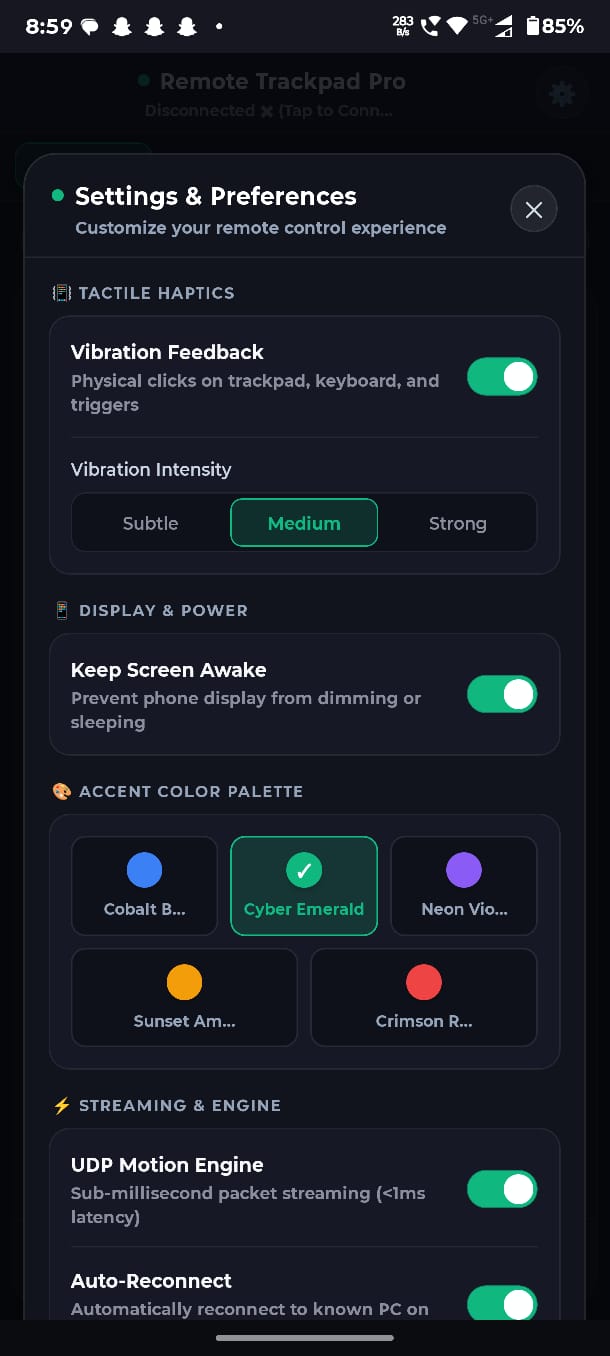 8:59
283
B/s
5G+
85%
Remote Trackpad Pro
Disconnected ✖ (Tap to Conn...
Settings & Preferences
Customize your remote control experience
TACTILE HAPTICS
Vibration Feedback
Physical clicks on trackpad, keyboard, and
triggers
Vibration Intensity
Subtle
Medium
Strong
DISPLAY & POWER
Keep Screen Awake
Prevent phone display from dimming or
sleeping
ACCENT COLOR PALETTE
Cobalt B...
Cyber Emerald
Neon Vio...
Sunset Am...
Crimson R...
STREAMING & ENGINE
UDP Motion Engine
Sub-millisecond packet streaming (<1ms
latency)
Auto-Reconnect
Automatically reconnect to known PC on